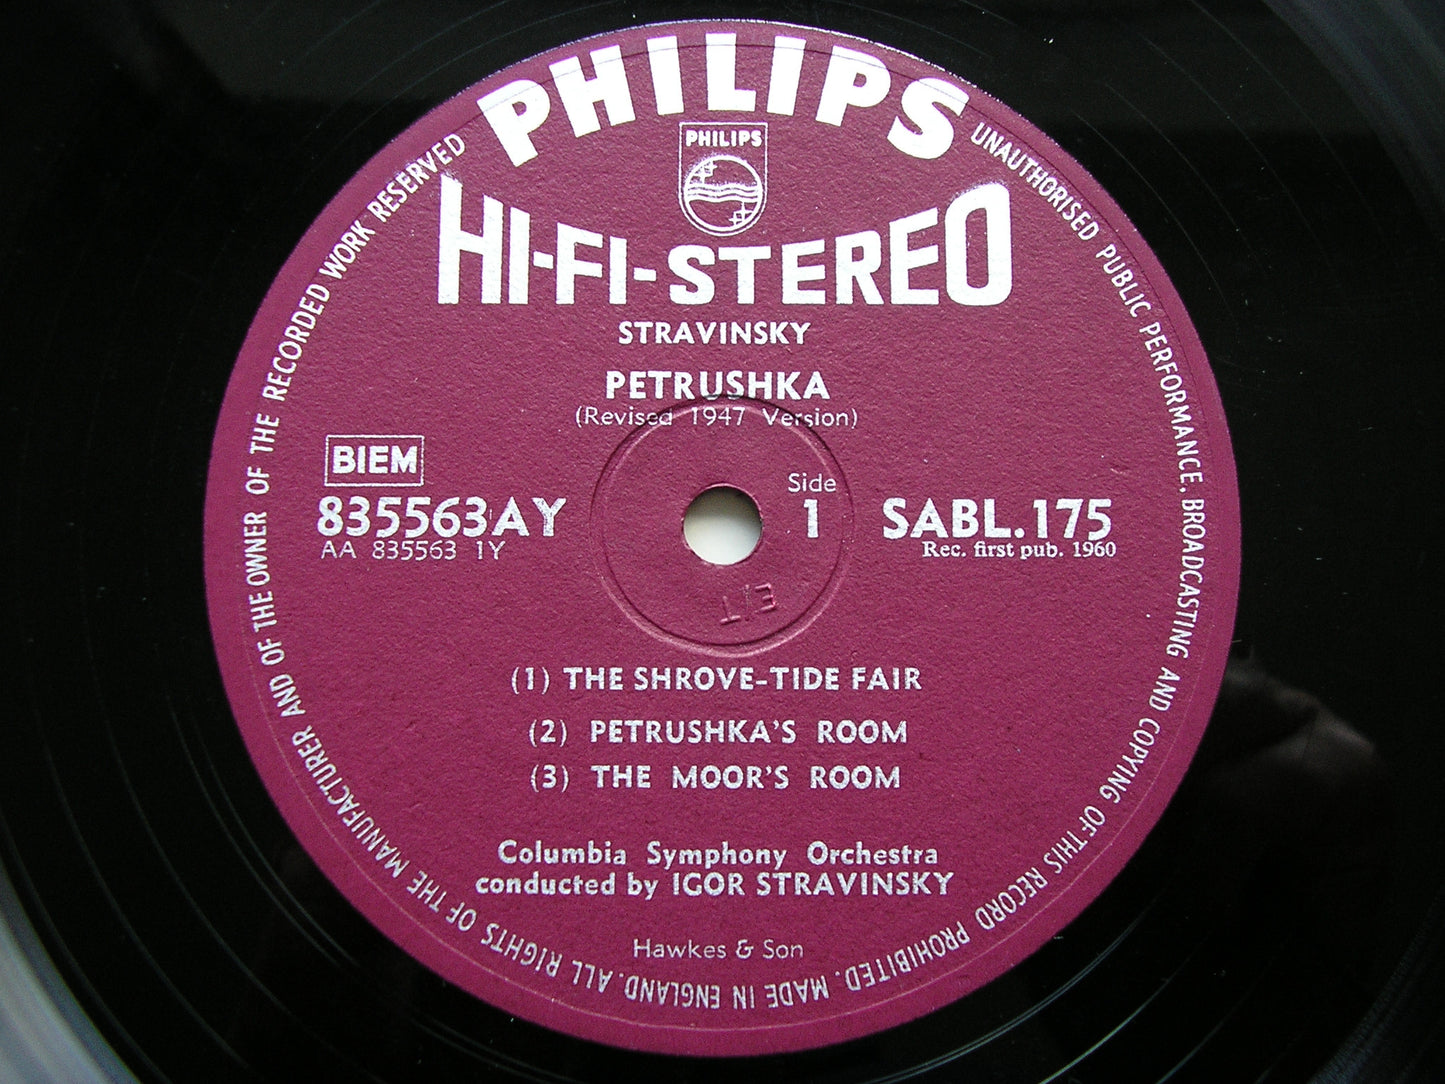 PHILIPS
PHILIPS
HI-FI-STEREO
STRAVINSKY
PETRUSHKA
(Revised 1947 Version)
BIEM
835563AY
AA 835563 1Y
Side
1
SABL.175
Rec. first pub. 1960
E/T
(1) THE SHROVE-TIDE FAIR
(2) PETRUSHKA'S ROOM
(3) THE MOOR'S ROOM
Columbia Symphony Orchestra
conducted by IGOR STRAVINSKY
Hawkes & Son
ALL RIGHTS OF THE MANUFACTURER AND OF THE OWNER OF THE RECORDED WORK RESERVED
UNAUTHORISED PUBLIC PERFORMANCE. BROADCASTING AND COPYING OF THIS RECORD PROHIBITED. MADE IN ENGLAND.